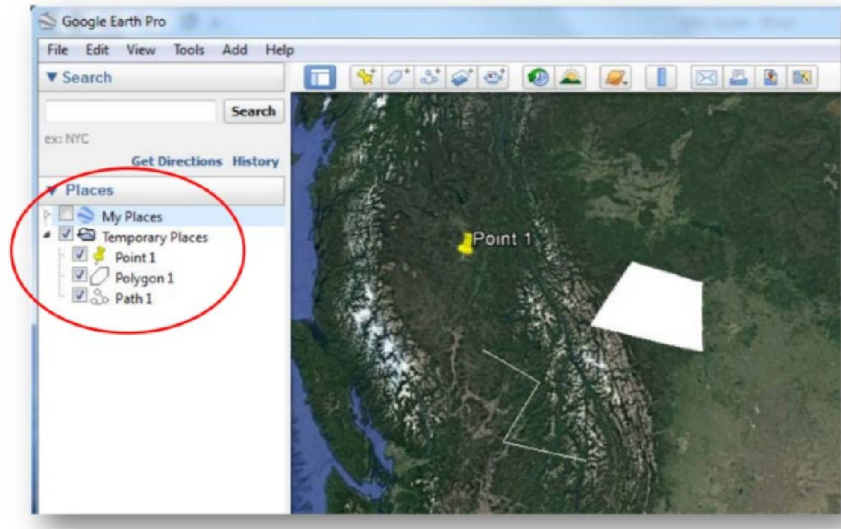 Google Earth Pro
File Edit View Tools Add Help
Search
Search
ex: NYC
Get Directions History
Places
My Places
Temporary Places
Point 1
Polygon 1
Path 1
Point 1